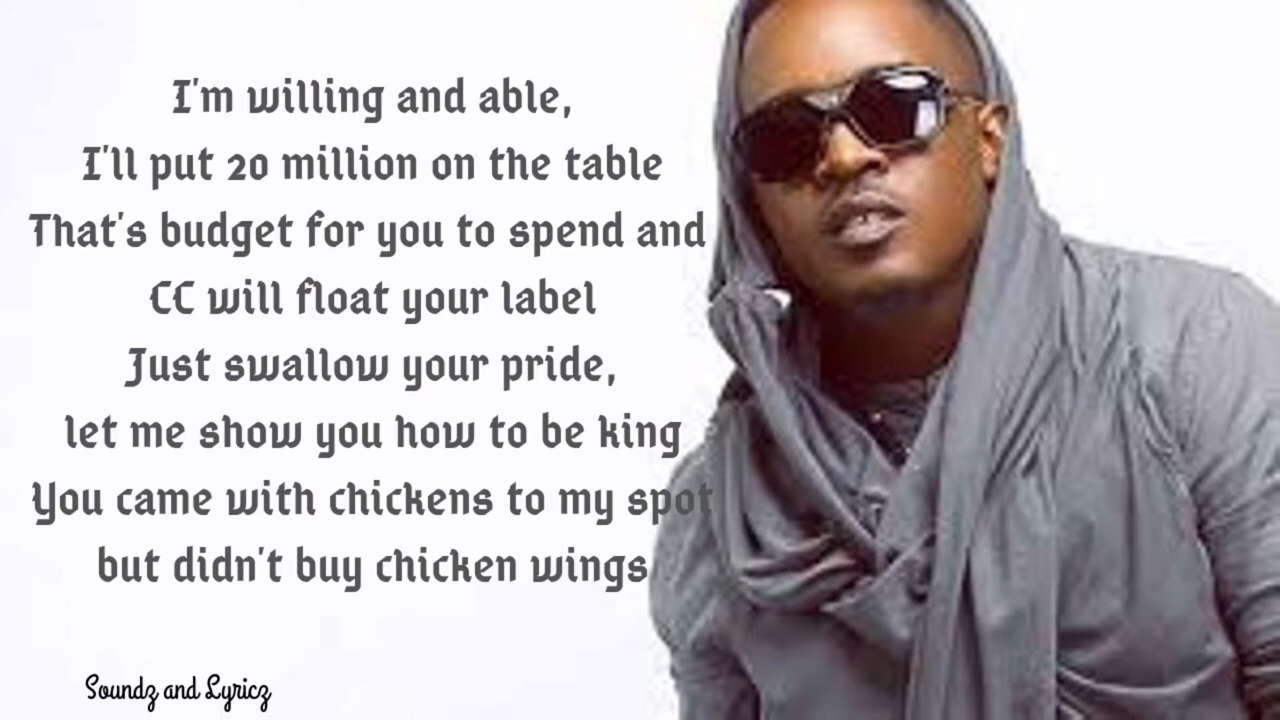 I'm willing and able,
I'll put 20 million on the table
That's budget for you to spend and
CC will float your label
Just swallow your pride,
let me show you how to be king
You came with chickens to my spot
but didn't buy chicken wings
Soundz and Lyricz